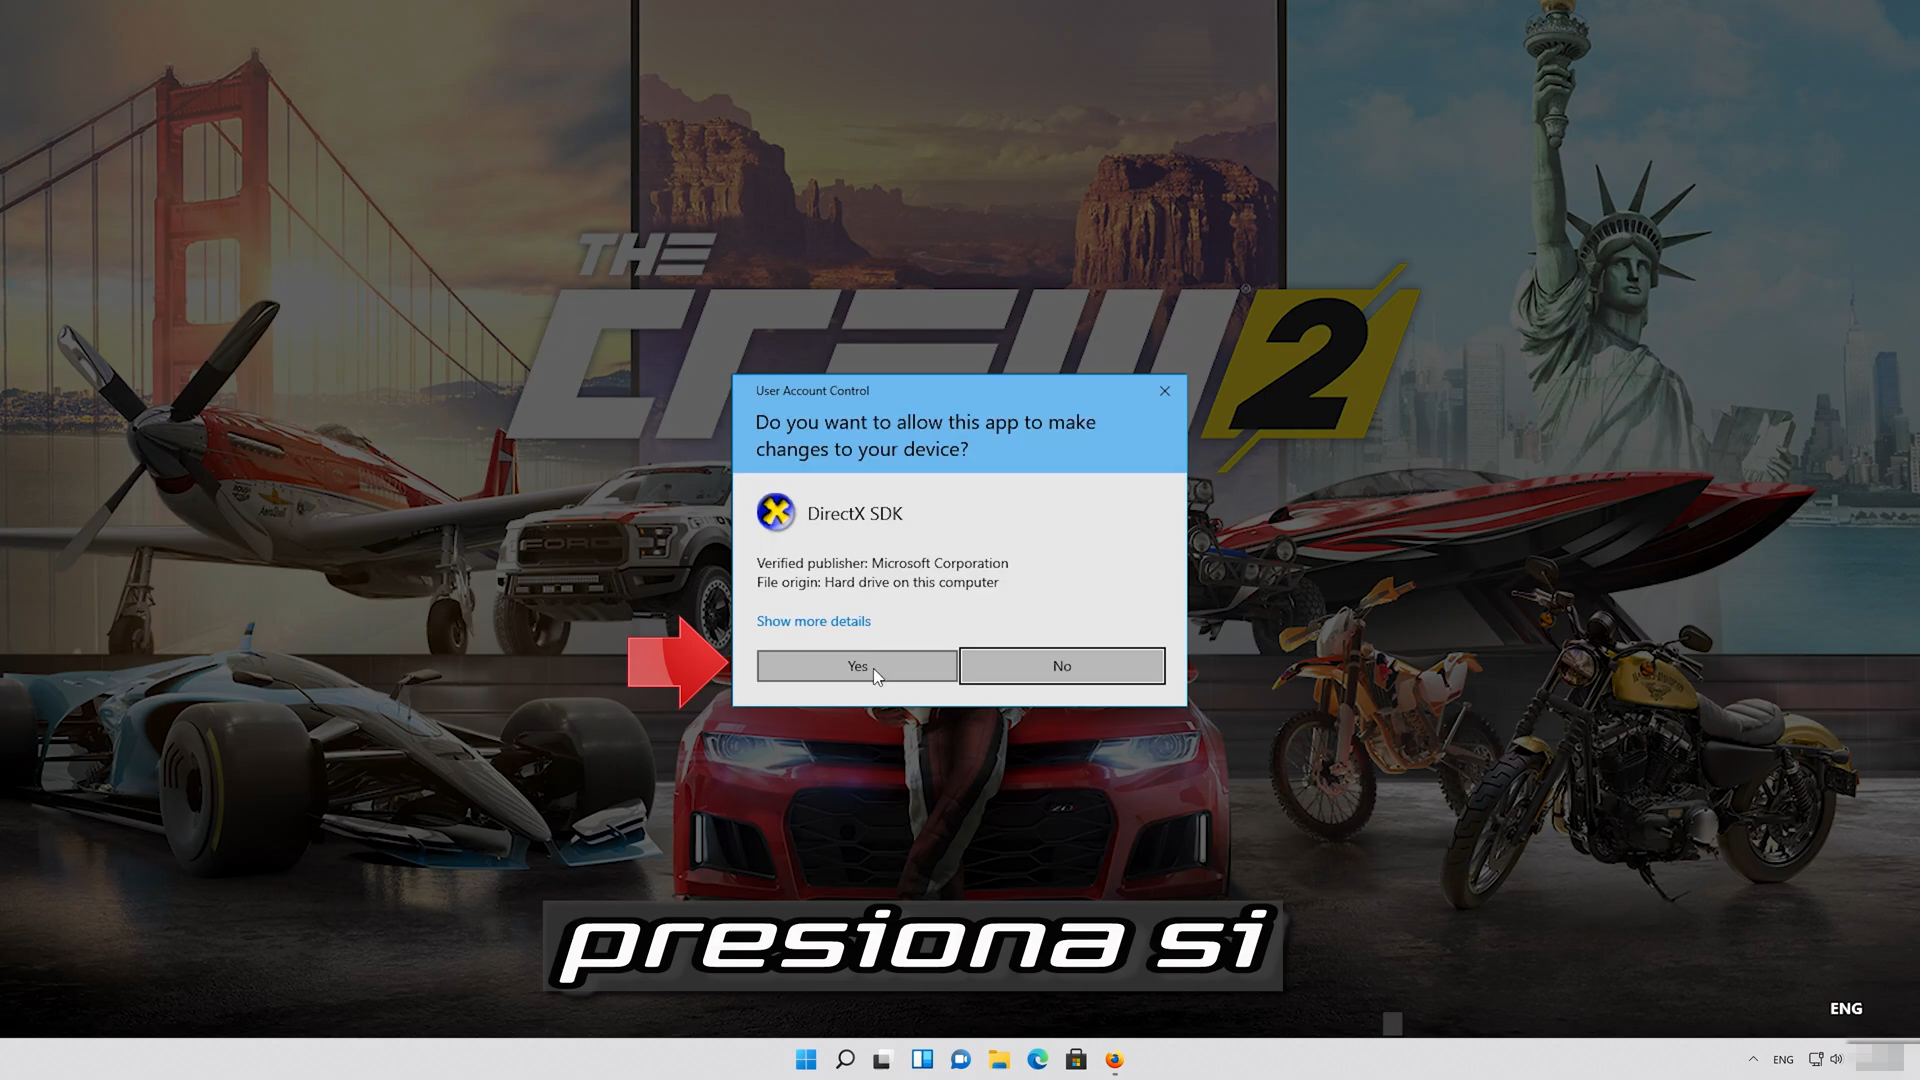 THE
CREW 2
®
User Account Control
Do you want to allow this app to make
changes to your device?
DirectX SDK
Verified publisher: Microsoft Corporation
File origin: Hard drive on this computer
Show more details
Yes
No
FORD
ZL1
presiona si
ENG
ENG